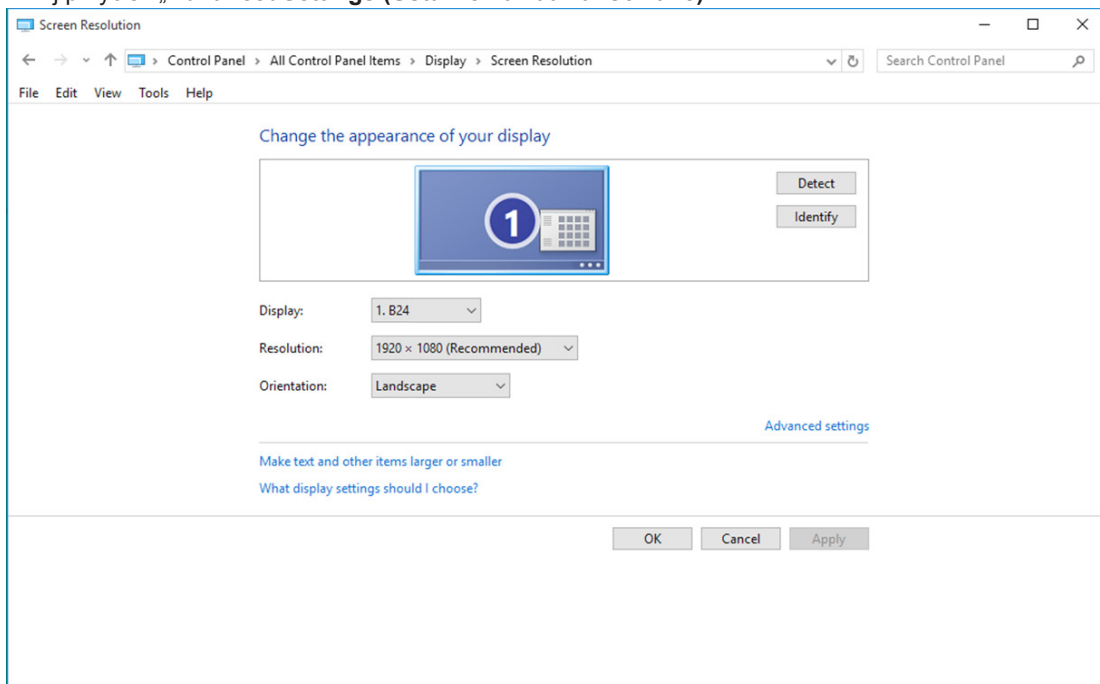 Screen Resolution
Control Panel > All Control Panel Items > Display > Screen Resolution
Search Control Panel
File Edit View Tools Help
Change the appearance of your display
1
Detect
Identify
Display: 1. B24
Resolution: 1920 × 1080 (Recommended)
Orientation: Landscape
Advanced settings
Make text and other items larger or smaller
What display settings should I choose?
OK Cancel Apply